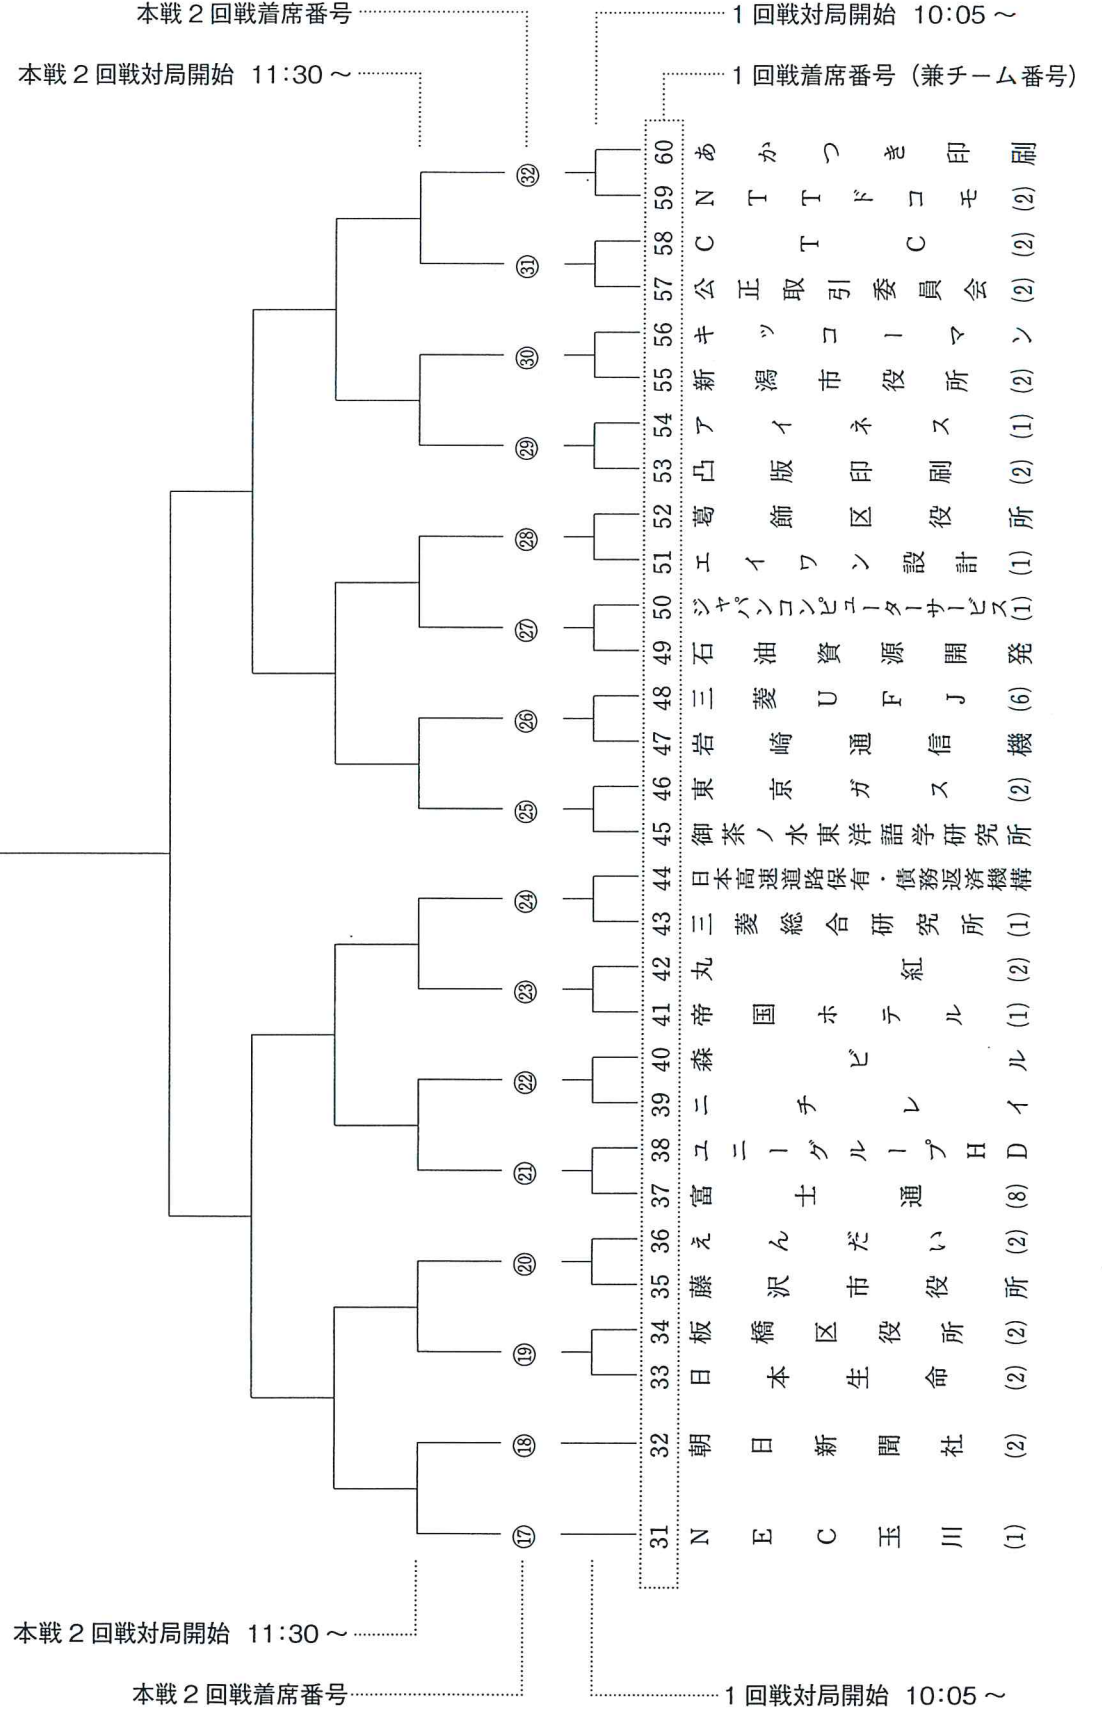 本戦2回戦着席番号
1回戦対局開始 10:05～
本戦2回戦対局開始 11:30～
1回戦着席番号（兼チーム番号）
㉜
㉛
㉚
㉙
㉘
㉗
㉖
㉕
㉔
㉓
㉒
㉑
⑳
⑲
⑱
⑰
60 あかつき印刷
59 NTTドコモ(2)
58 CTC(2)
57 公正取引委員会(2)
56 キッコーマン
55 新潟市役所(2)
54 アイネス(1)
53 凸版印刷(2)
52 葛飾区役所
51 エイワン設計(1)
50 ジャパンコンピューターサービス(1)
49 石油資源開発
48 三菱UFJ(6)
47 岩崎通信機
46 東京ガス(2)
45 御茶ノ水東洋語学研究所
44 日本高速道路保有・債務返済機構
43 三菱総合研究所(1)
42 丸紅(2)
41 帝国ホテル(1)
40 森ビル
39 ニチレイ
38 ユニーグループHD
37 富士通(8)
36 えんだい(2)
35 藤沢市役所
34 板橋区役所(2)
33 日本生命(2)
32 朝日新聞社(2)
31 NEC玉川(1)
本戦2回戦対局開始 11:30～
本戦2回戦着席番号
1回戦対局開始 10:05～